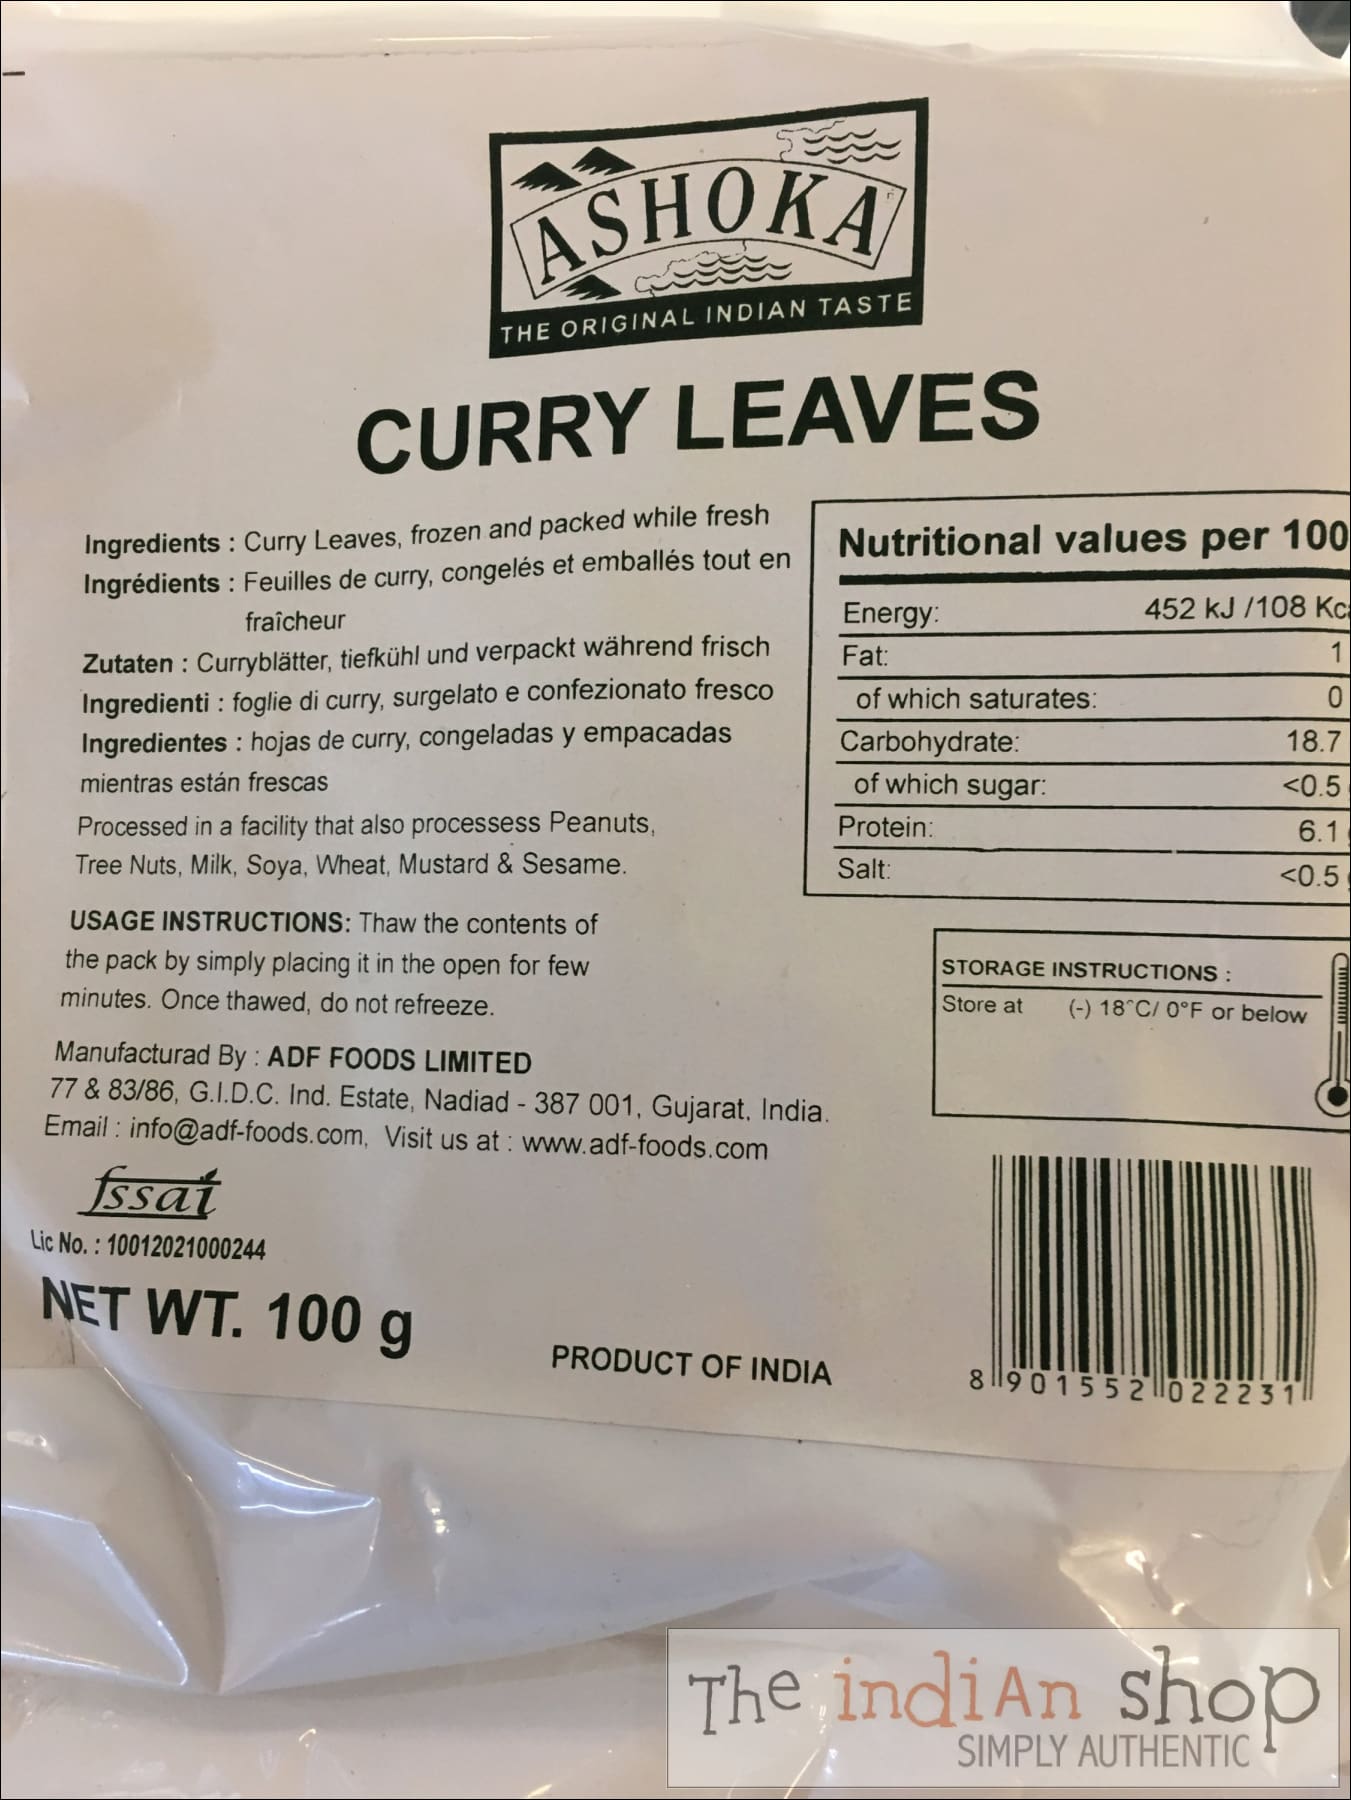 ASHOKA
THE ORIGINAL INDIAN TASTE
CURRY LEAVES
Ingredients : Curry Leaves, frozen and packed while fresh
Ingrédients : Feuilles de curry, congelés et emballés tout en
fraîcheur
Zutaten : Curryblätter, tiefkühl und verpackt während frisch
Ingredienti : foglie di curry, surgelato e confezionato fresco
Ingredientes : hojas de curry, congeladas y empacadas
mientras están frescas
Processed in a facility that also processess Peanuts,
Tree Nuts, Milk, Soya, Wheat, Mustard & Sesame.
USAGE INSTRUCTIONS: Thaw the contents of
the pack by simply placing it in the open for few
minutes. Once thawed, do not refreeze.
Manufacturad By : ADF FOODS LIMITED
77 & 83/86, G.I.D.C. Ind. Estate, Nadiad - 387 001, Gujarat, India.
Email : info@adf-foods.com, Visit us at : www.adf-foods.com
fssai
Lic No. : 10012021000244
NET WT. 100 g
PRODUCT OF INDIA
Nutritional values per 100
Energy: 452 kJ /108
Fat: 1
of which saturates: 0
Carbohydrate: 18.7
of which sugar: <0.5
Protein: 6.1
Salt: <0.5
STORAGE INSTRUCTIONS :
Store at (-) 18°C/ 0°F or below
8 901552 022231
The indiAn shop
SIMPLY AUTHENTIC